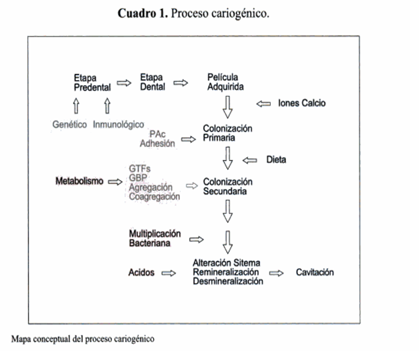 Cuadro 1. Proceso cariogénico.
Etapa
Predental
Etapa
Dental
Película
Adquirida
Iones Calcio
Genético Inmunológico
PAc
Adhesión
Colonización
Primaria
Dieta
Metabolismo
GTFs
GBP
Agregación
Coagregación
Colonización
Secundaria
Multiplicación
Bacteriana
Acidos
Alteración Sitema
Remineralización
Desmineralización
Cavitación
Mapa conceptual del proceso cariogénico